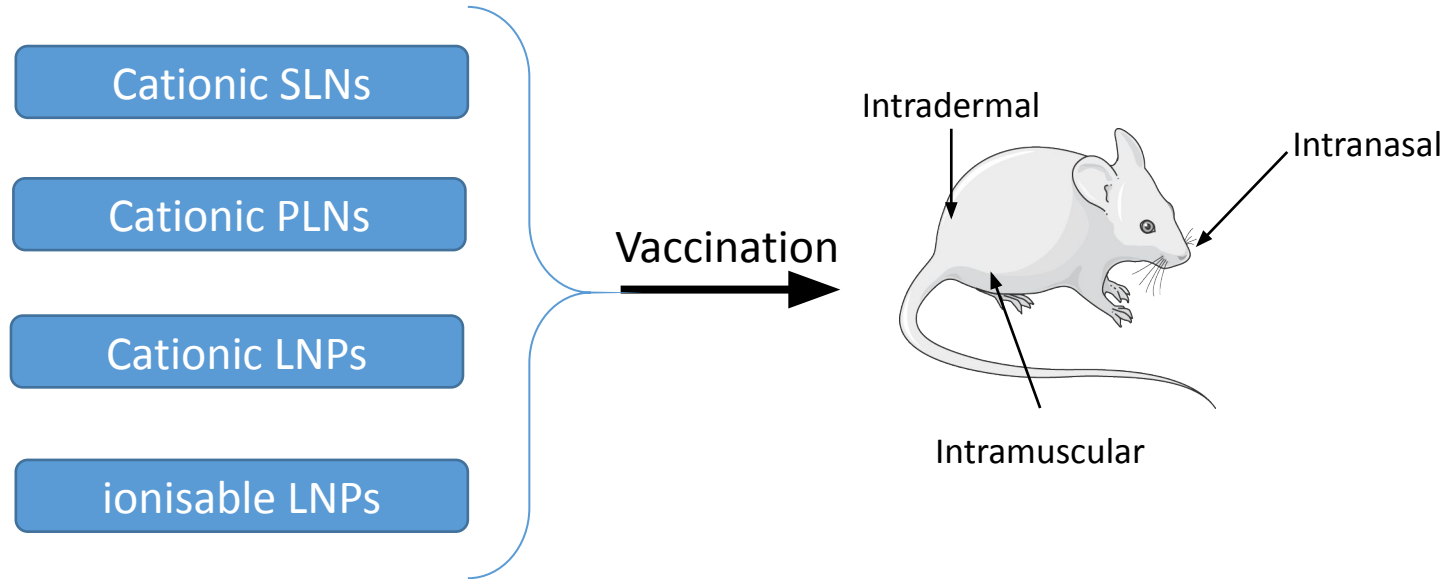 Cationic SLNs
Cationic PLNs
Cationic LNPs
ionisable LNPs
Vaccination
Intradermal
Intranasal
Intramuscular